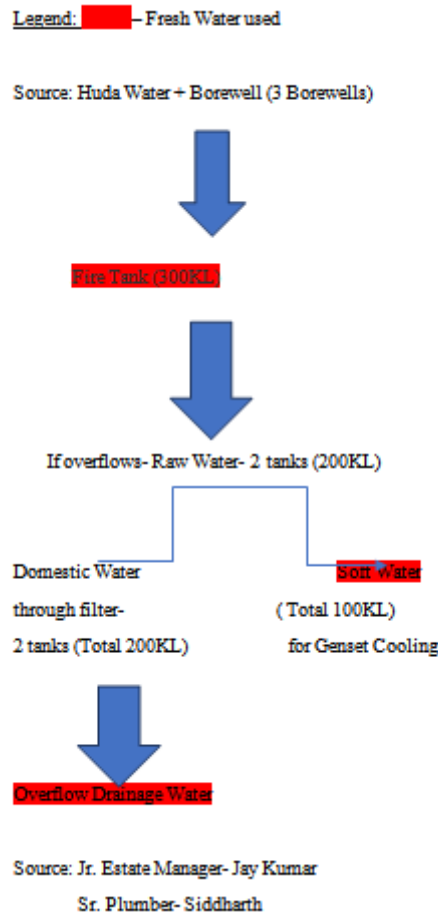 Legend: – Fresh Water used
Source: Huda Water + Borewell (3 Borewells)
Fire Tank (300KL)
If overflows- Raw Water- 2 tanks (200KL)
Domestic Water
through filter-
2 tanks (Total 200KL)
Soft Water
( Total 100KL)
for Genset Cooling
Overflow Drainage Water
Source: Jr. Estate Manager- Jay Kumar
Sr. Plumber- Siddharth